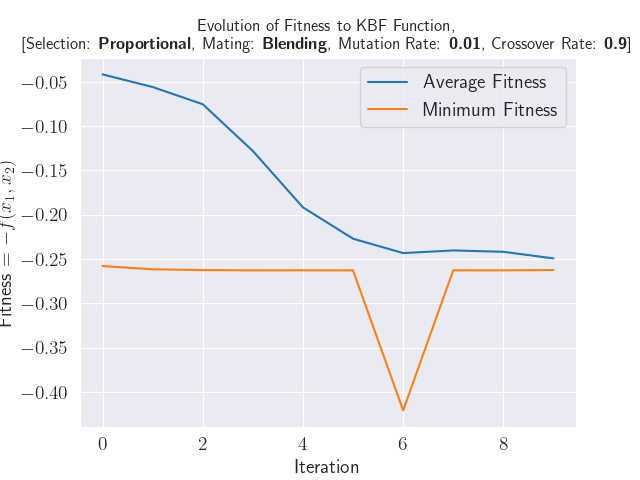 Evolution of Fitness to KBF Function,
[Selection: Proportional, Mating: Blending, Mutation Rate: 0.01, Crossover Rate: 0.9]
Average Fitness
Minimum Fitness
Fitness = −f(x₁, x₂)
−0.05
−0.10
−0.15
−0.20
−0.25
−0.30
−0.35
−0.40
0 2 4 6 8
Iteration